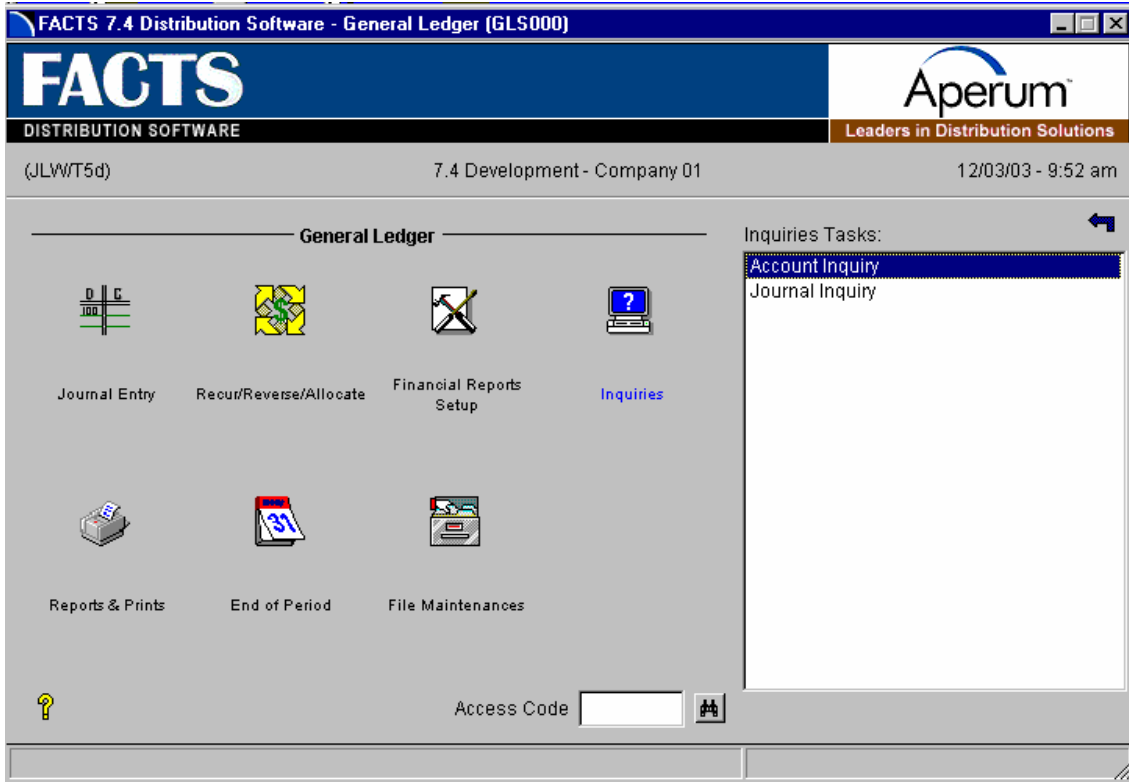 FACTS 7.4 Distribution Software - General Ledger (GLS000)
FACTS
DISTRIBUTION SOFTWARE
Aperum™
Leaders in Distribution Solutions
(JLW/T5d)
7.4 Development - Company 01
12/03/03 - 9:52 am
General Ledger
Journal Entry
Recur/Reverse/Allocate
Financial Reports
Setup
Inquiries
Reports & Prints
End of Period
File Maintenances
Inquiries Tasks:
Account Inquiry
Journal Inquiry
Access Code
D C
100
$
?
31
?